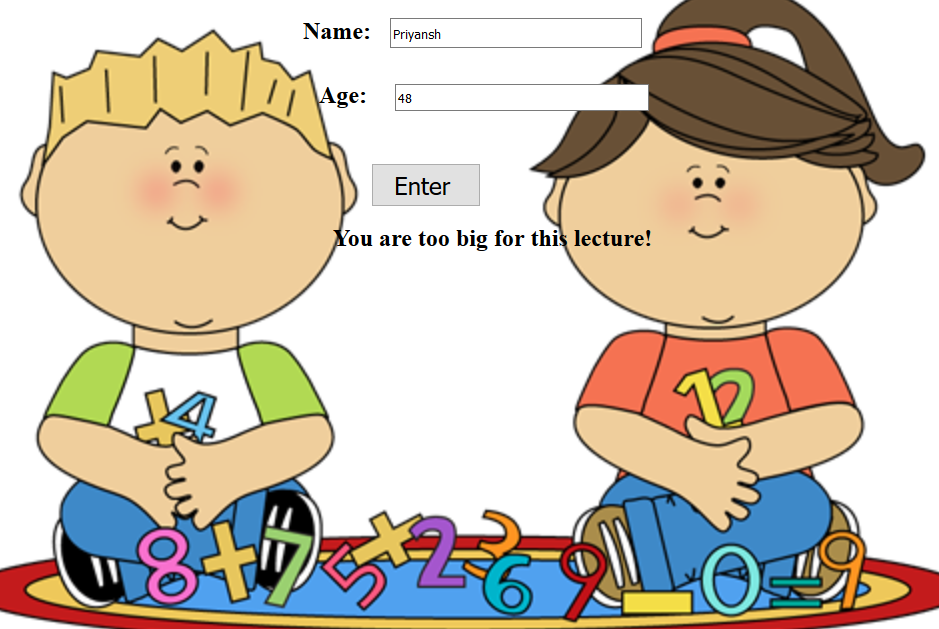 Name: Priyansh
Age: 48
Enter
You are too big for this lecture!
+4
12
8+7
5×2
36
9-0=9